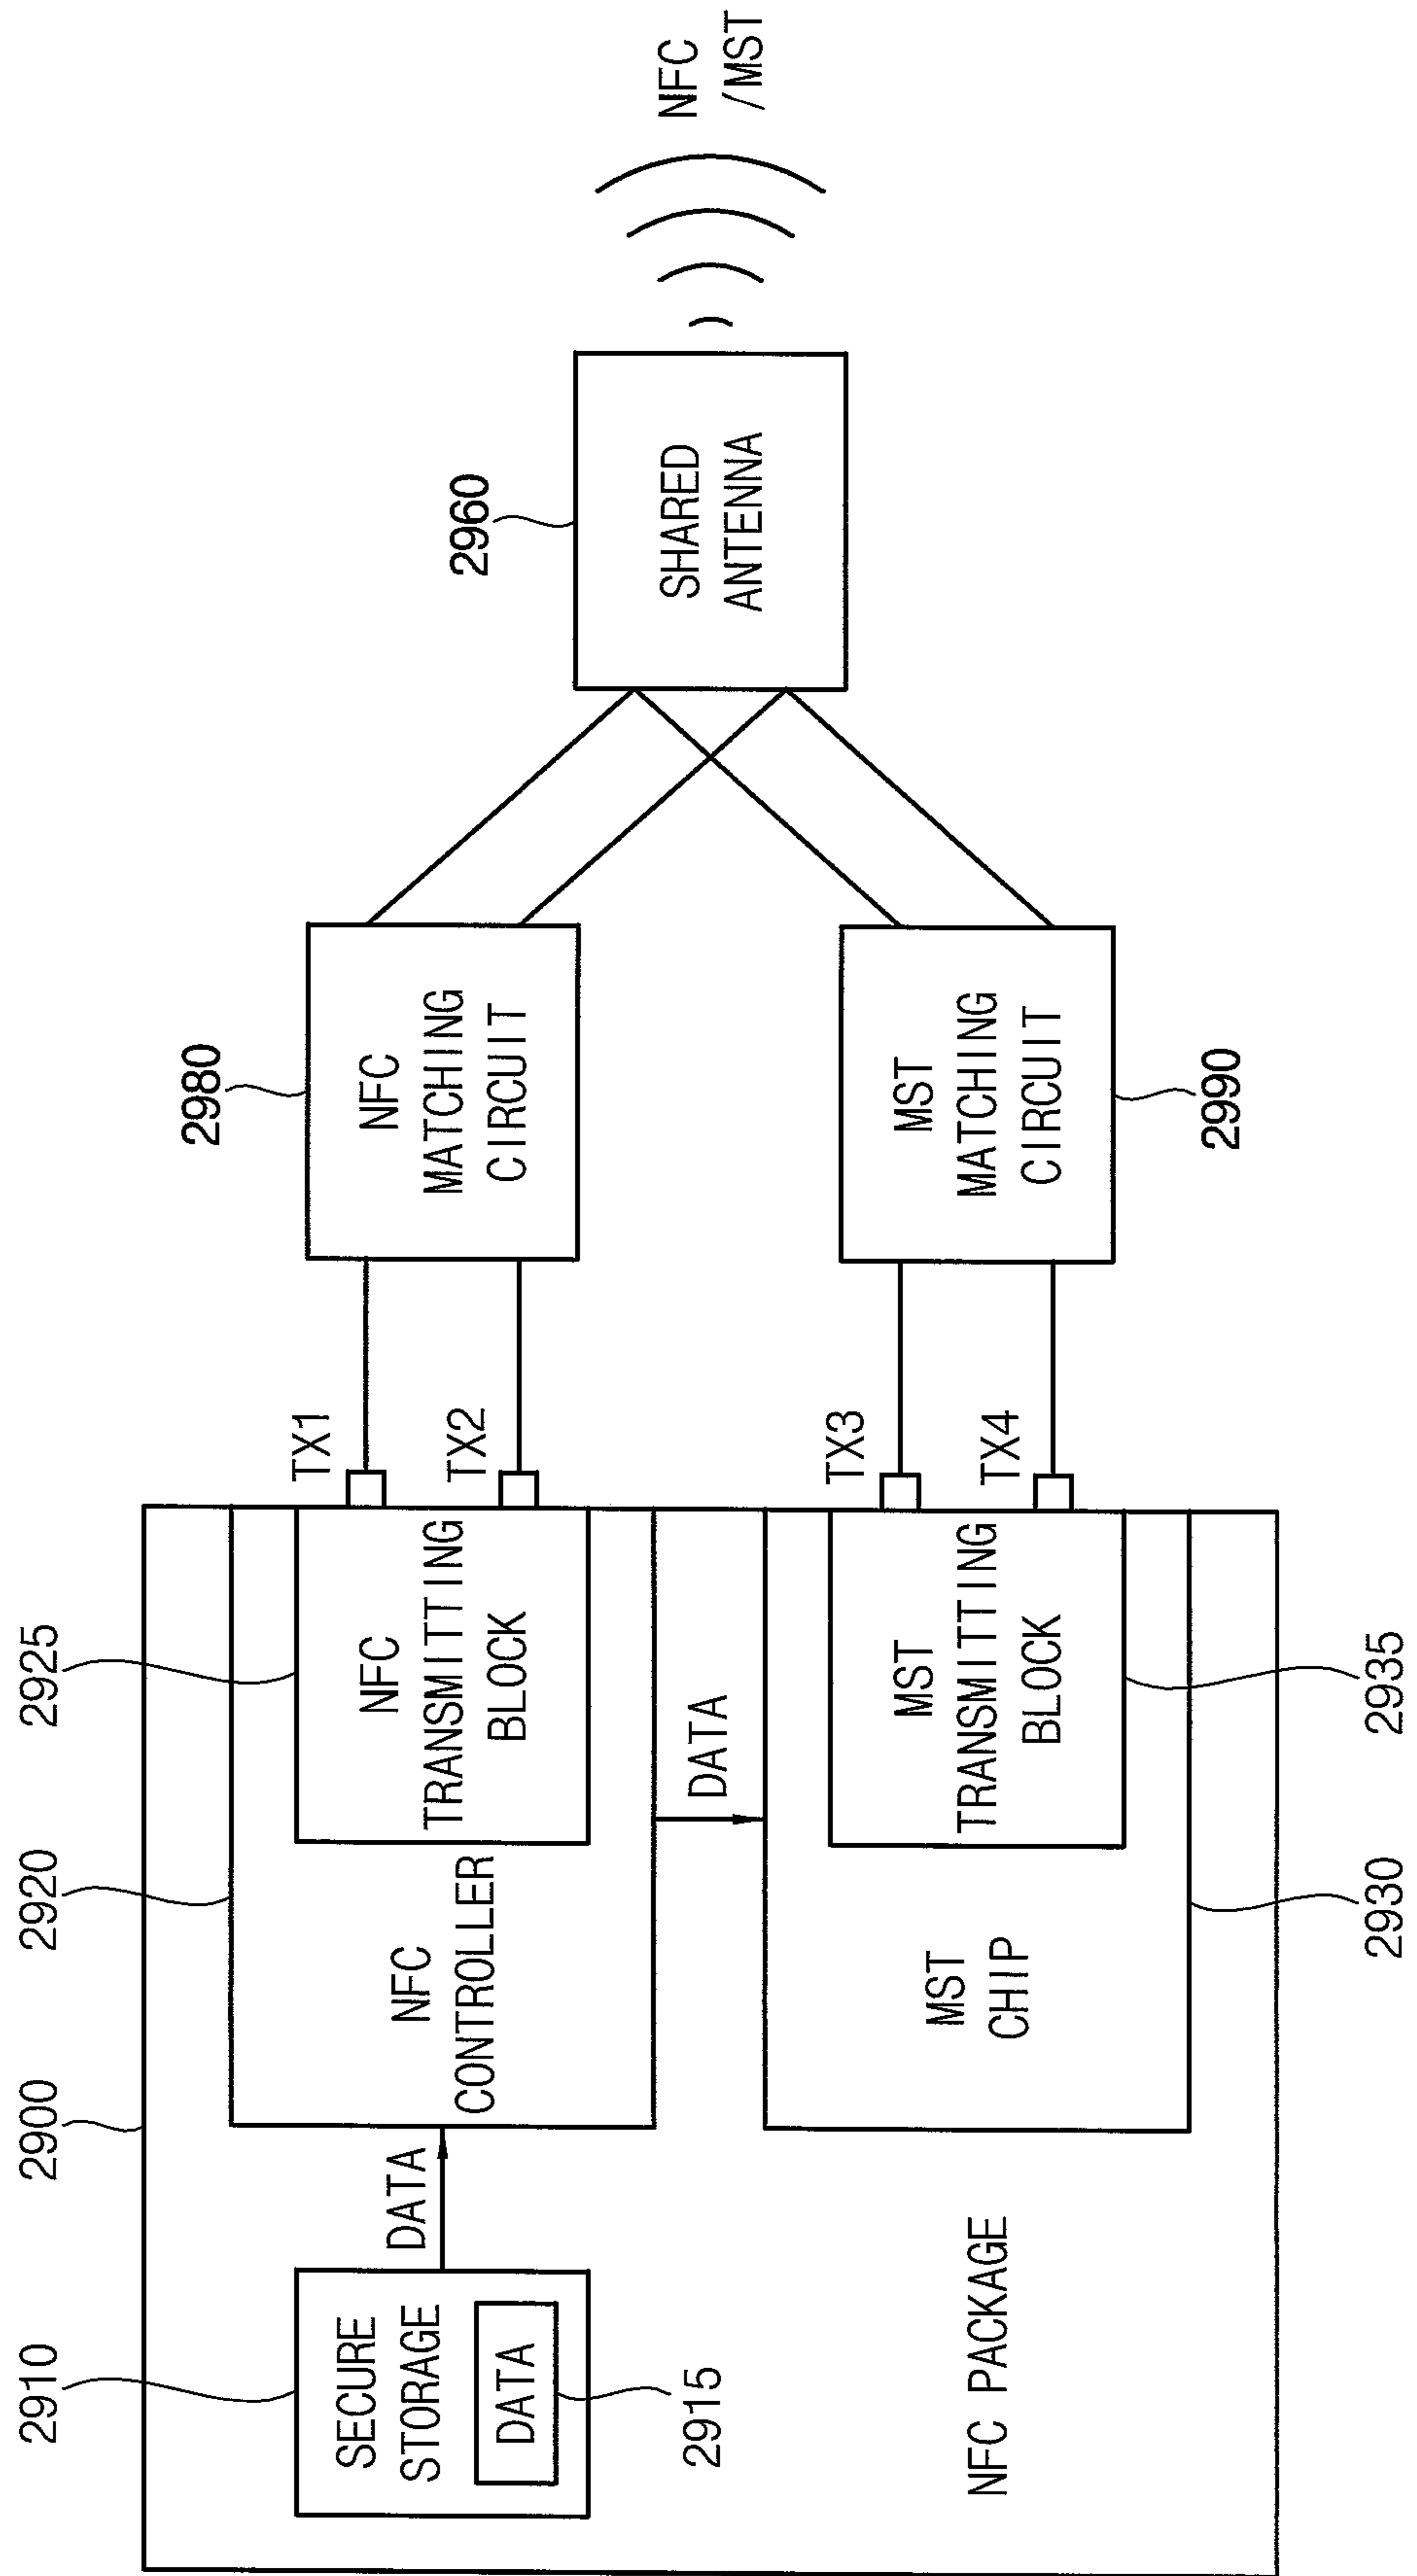 2910
2900
2920
2925
SECURE
STORAGE
DATA
2915
DATA
NFC
CONTROLLER
NFC
TRANSMITTING
BLOCK
TX1
TX2
2980
NFC
MATCHING
CIRCUIT
2960
SHARED
ANTENNA
NFC
/MST
DATA
NFC PACKAGE
MST
CHIP
MST
TRANSMITTING
BLOCK
TX3
TX4
MST
MATCHING
CIRCUIT
2990
2930
2935